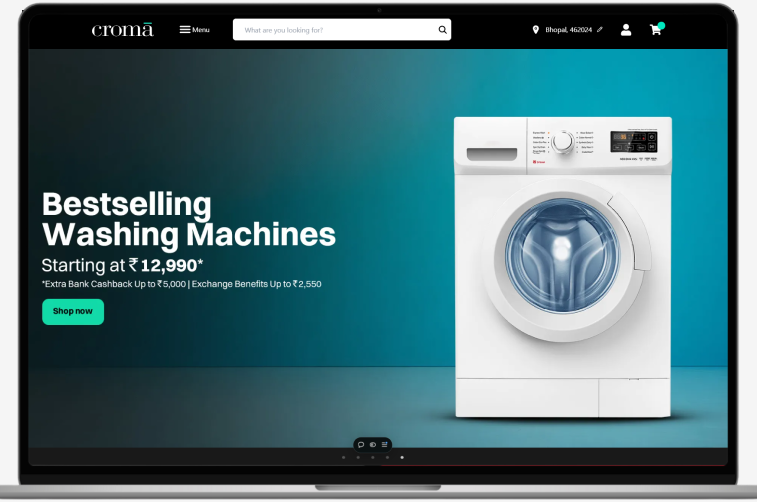 cromā
Menu
What are you looking for?
Bhopal, 462024
Bestselling
Washing Machines
Starting at ₹12,990*
*Extra Bank Cashback Up to ₹5,000 | Exchange Benefits Up to ₹2,550
Shop now